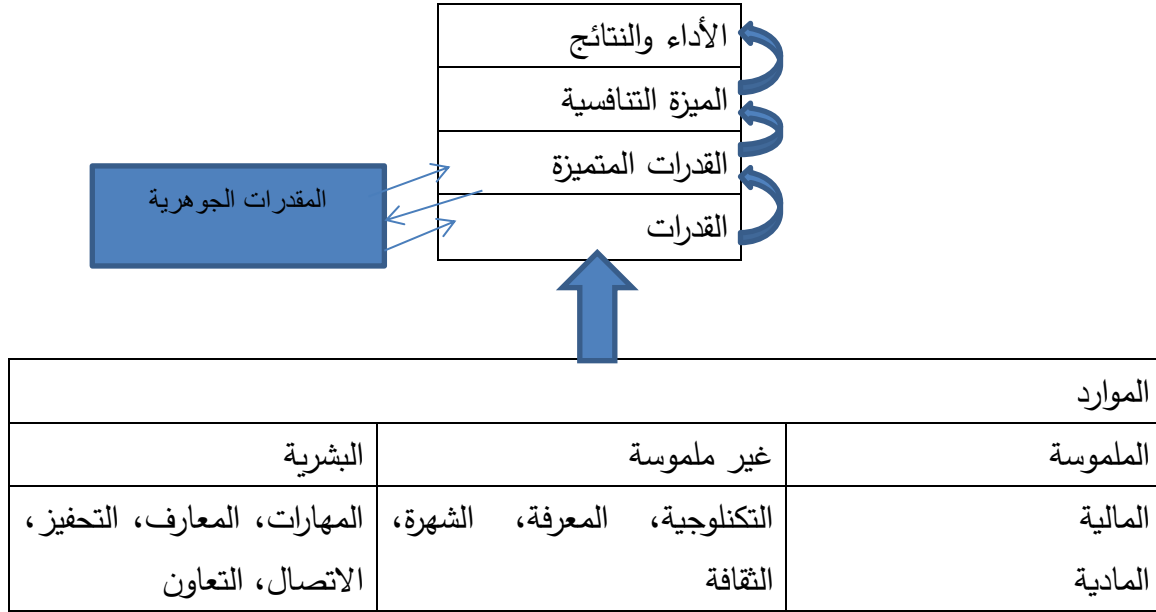 الأداء والنتائج
الميزة التنافسية
القدرات المتميزة
القدرات
المقدرات الجوهرية
الموارد
الملموسة
غير ملموسة
البشرية
المالية
المادية
التكنلوجية، المعرفة، الشهرة،
الثقافة
المهارات، المعارف، التحفيز،
الاتصال، التعاون